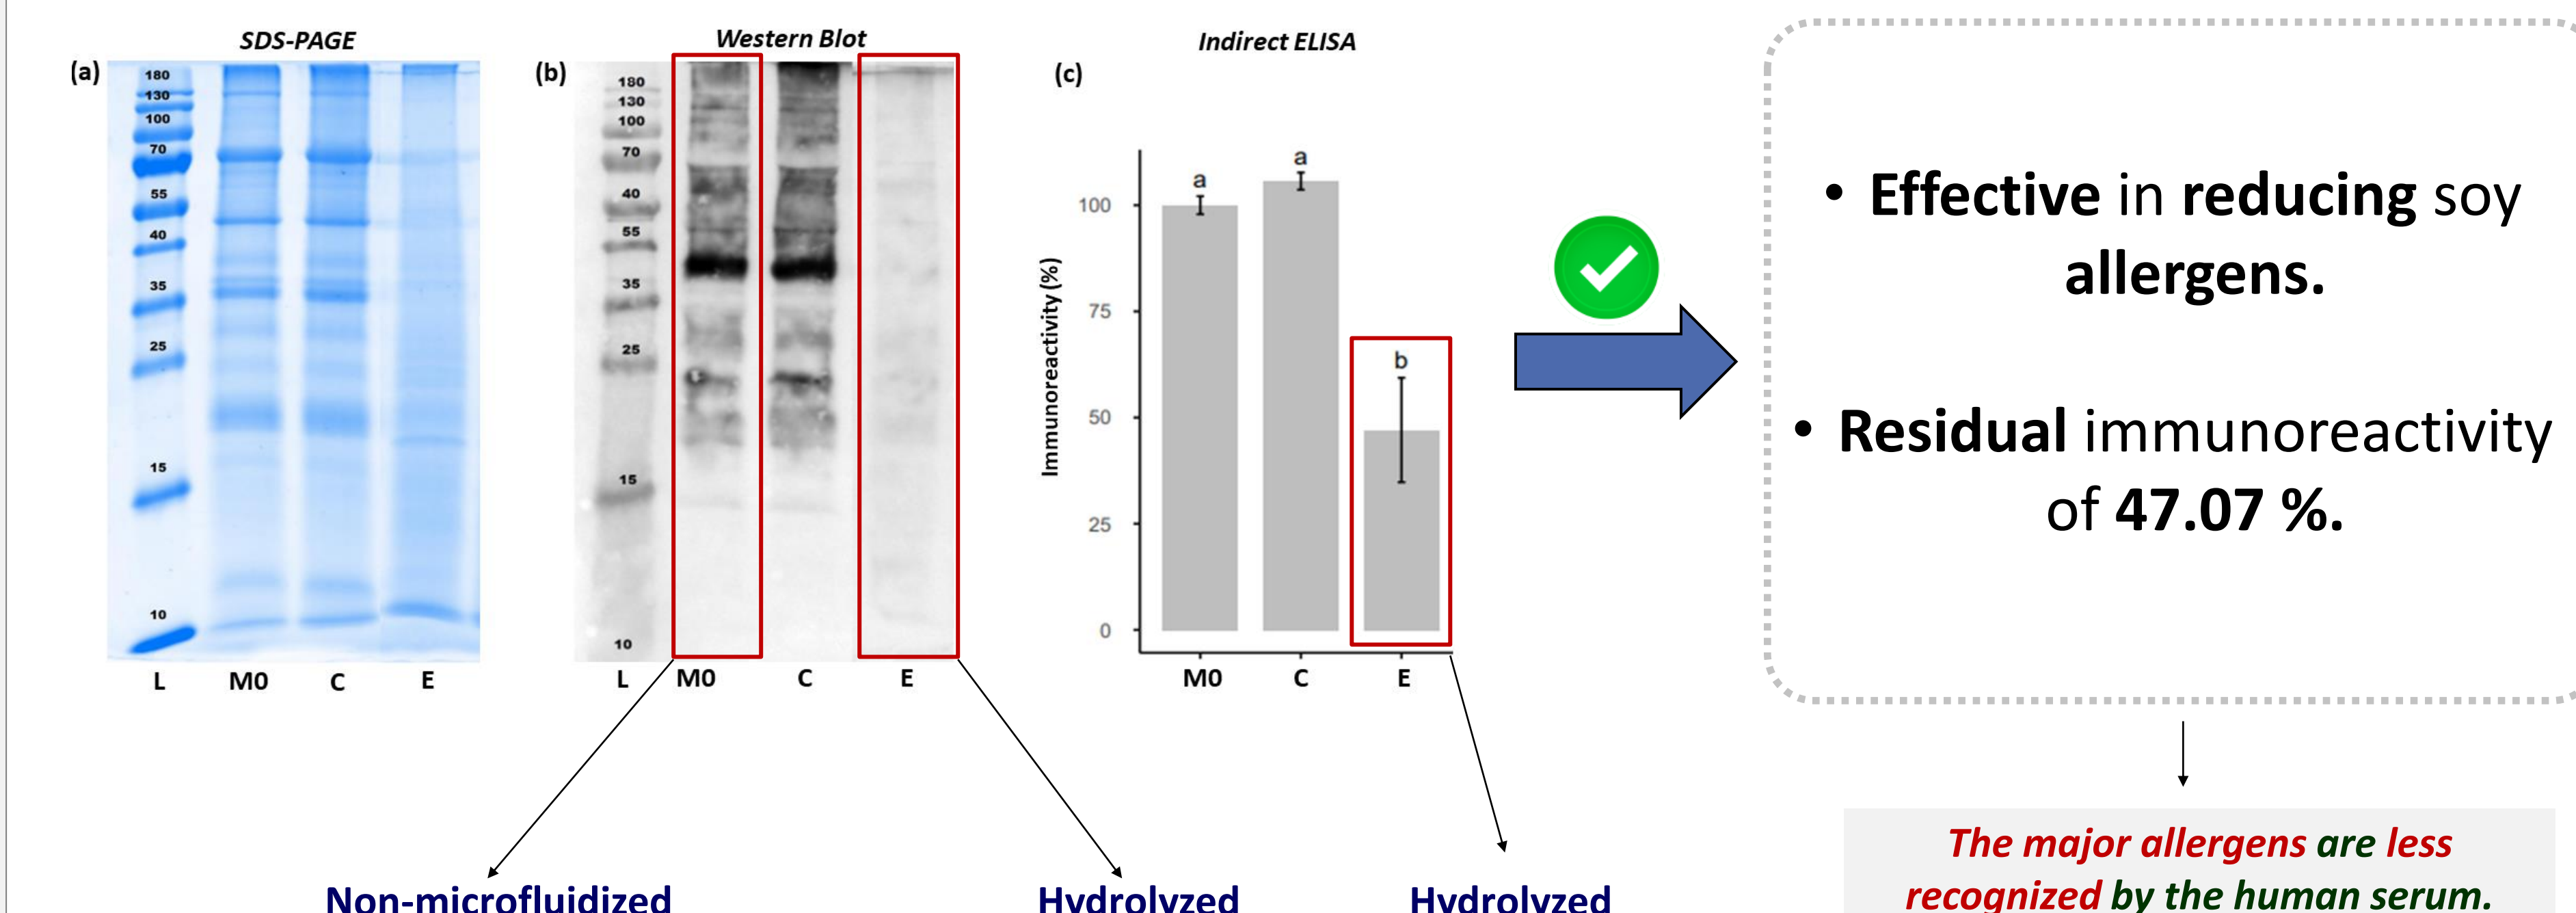 SDS-PAGE
(a)
180
130
100
70
55
40
35
25
15
10
L M0 C E
Western Blot
(b)
180
130
100
70
40
55
35
25
15
10
L M0 C E
Indirect ELISA
(c)
Immunoreactivity (%)
100
75
50
25
0
a
a
b
M0 C E
• Effective in reducing soy
allergens.
• Residual immunoreactivity
of 47.07 %.
Non-microfluidized
Hydrolyzed
Hydrolyzed
The major allergens are less
recognized by the human serum.